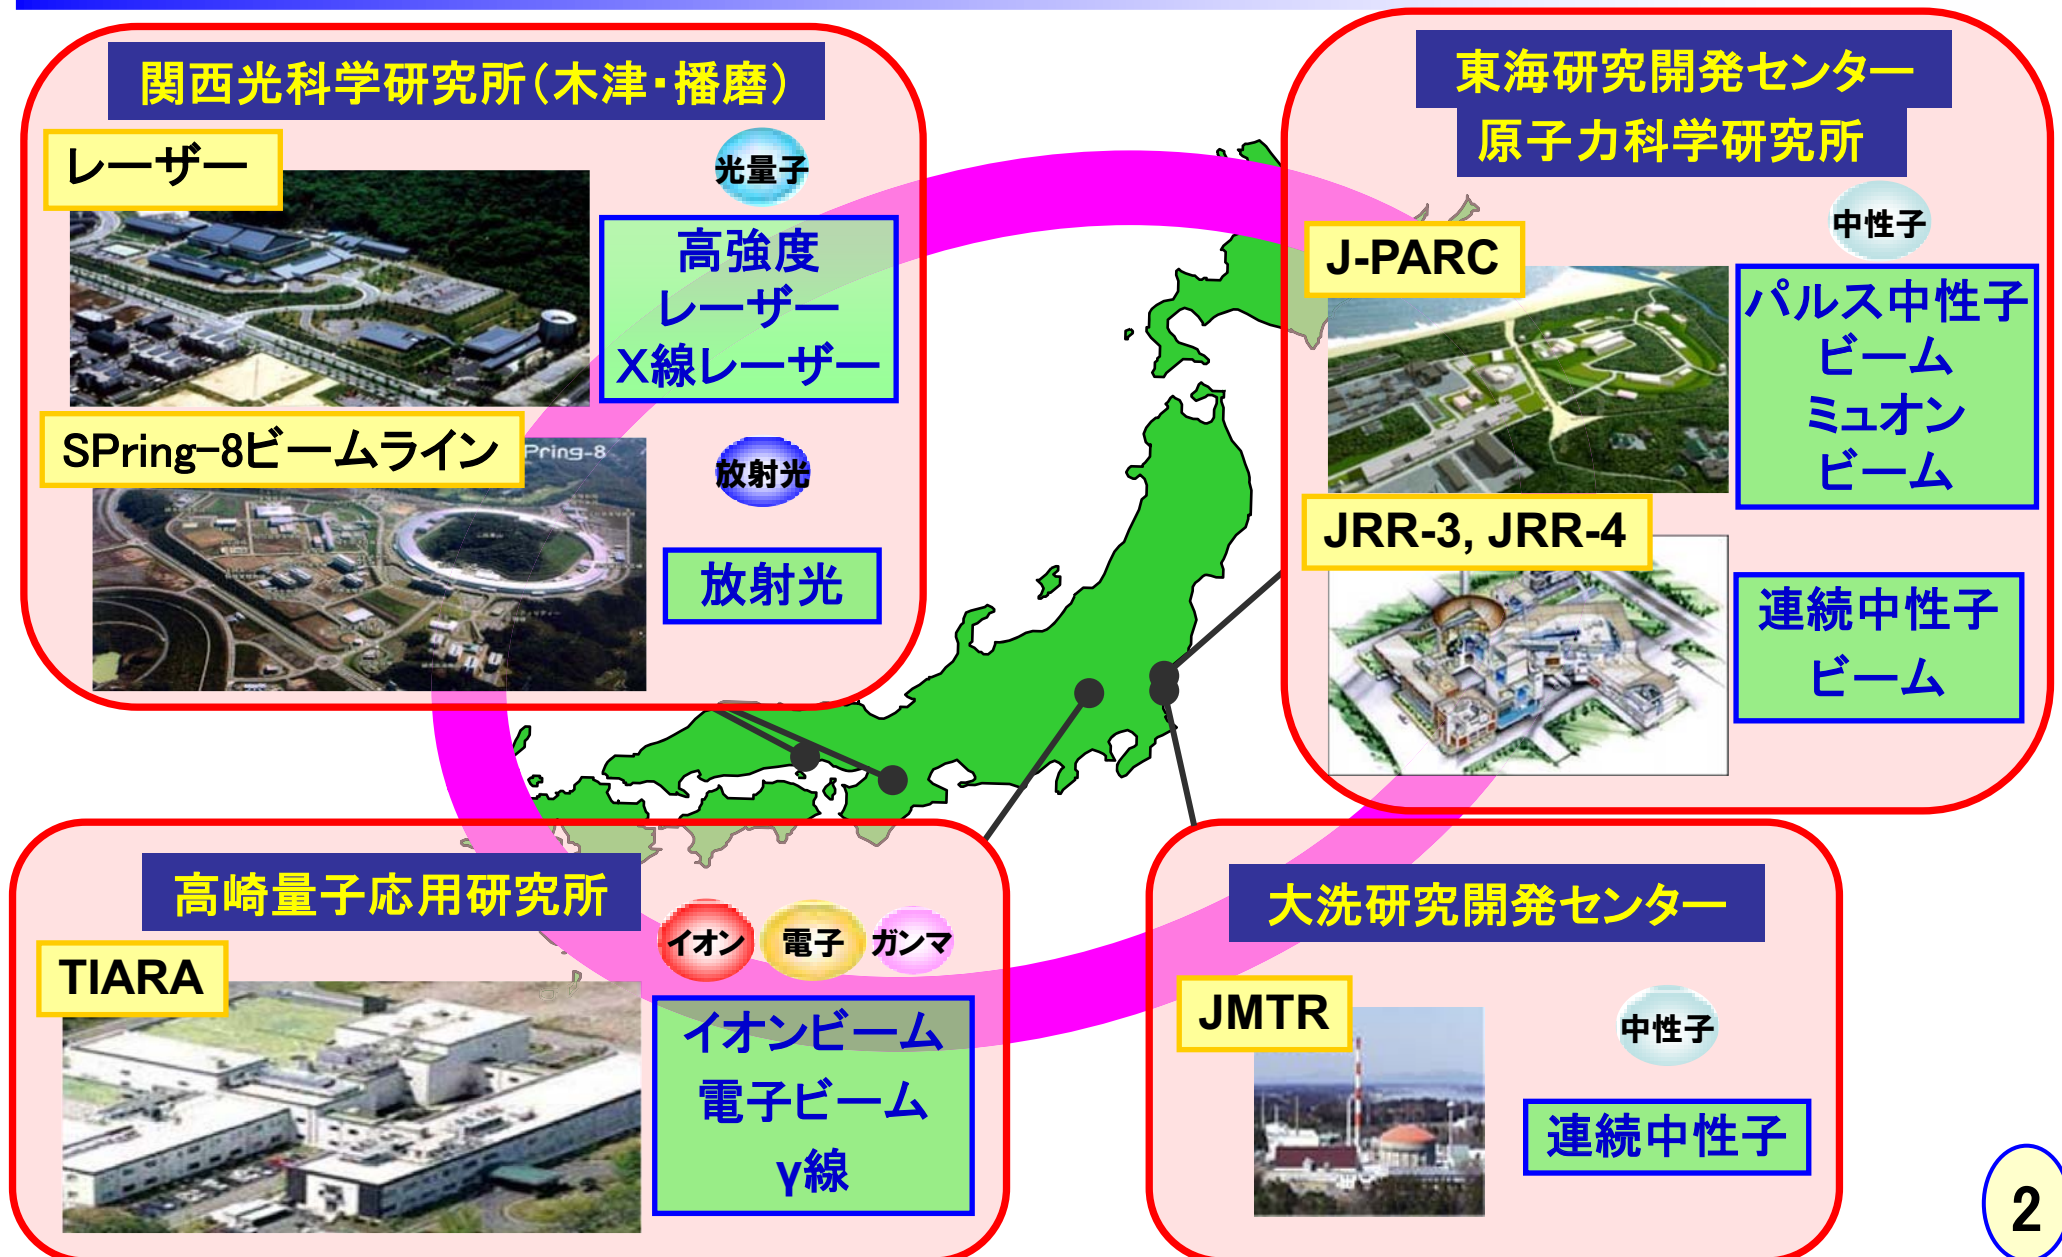 関西光科学研究所(木津・播磨)
レーザー
光量子
高強度
レーザー
X線レーザー
SPring-8ビームライン
Pring-8
放射光
放射光
東海研究開発センター
原子力科学研究所
J-PARC
中性子
パルス中性子
ビーム
ミュオン
ビーム
JRR-3, JRR-4
連続中性子
ビーム
高崎量子応用研究所
TIARA
イオン
電子
ガンマ
イオンビーム
電子ビーム
γ線
大洗研究開発センター
JMTR
中性子
連続中性子
2